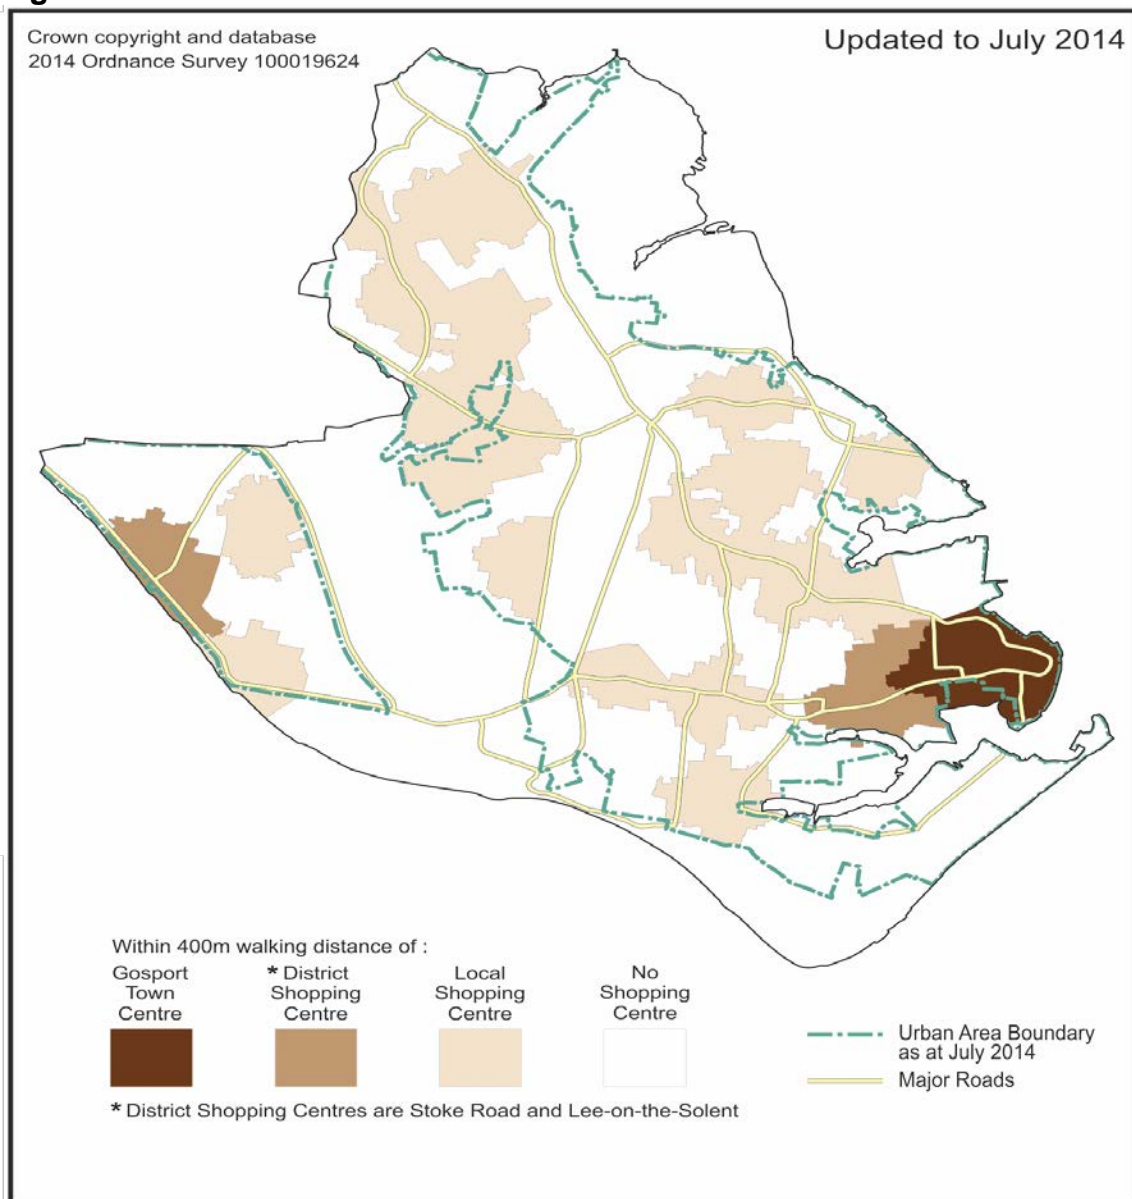 Crown copyright and database
2014 Ordnance Survey 100019624
Updated to July 2014
Within 400m walking distance of :
Gosport
Town
Centre
* District
Shopping
Centre
Local
Shopping
Centre
No
Shopping
Centre
Urban Area Boundary
as at July 2014
Major Roads
* District Shopping Centres are Stoke Road and Lee-on-the-Solent